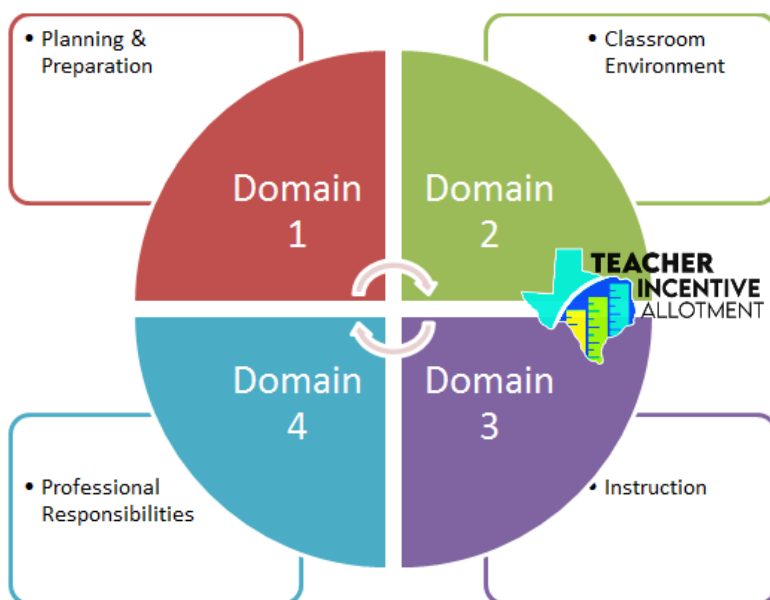 • Planning &
Preparation
• Classroom
Environment
Domain
1
Domain
2
TEACHER
INCENTIVE
ALLOTMENT
Domain
4
Domain
3
• Professional
Responsibilities
• Instruction